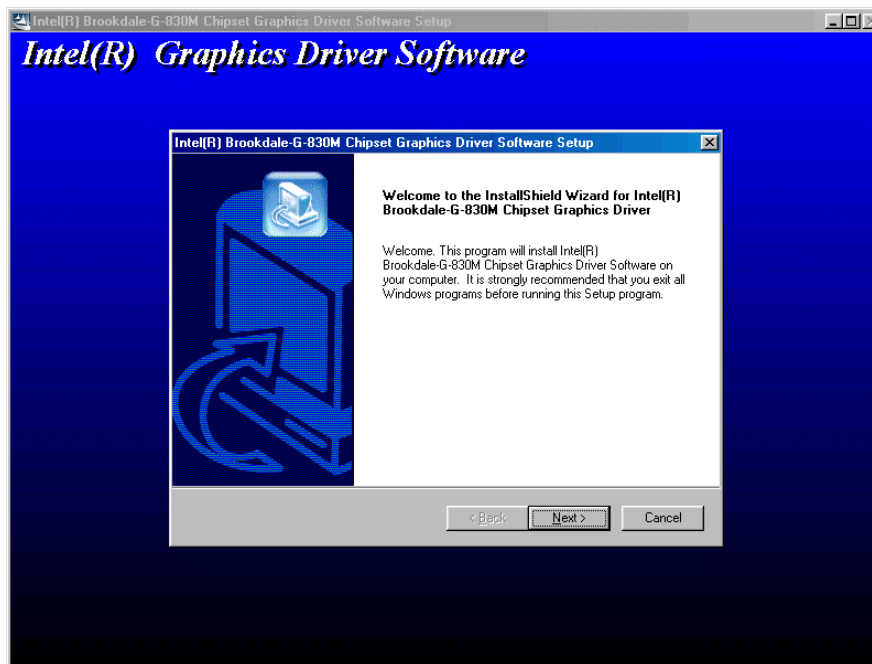 Intel(R) Brookdale-G-830M Chipset Graphics Driver Software Setup
Intel(R) Graphics Driver Software
Intel(R) Brookdale-G-830M Chipset Graphics Driver Software Setup
Welcome to the InstallShield Wizard for Intel(R)
Brookdale-G-830M Chipset Graphics Driver
Welcome. This program will install Intel(R)
Brookdale-G-830M Chipset Graphics Driver Software on
your computer. It is strongly recommended that you exit all
Windows programs before running this Setup program.
< Back Next > Cancel